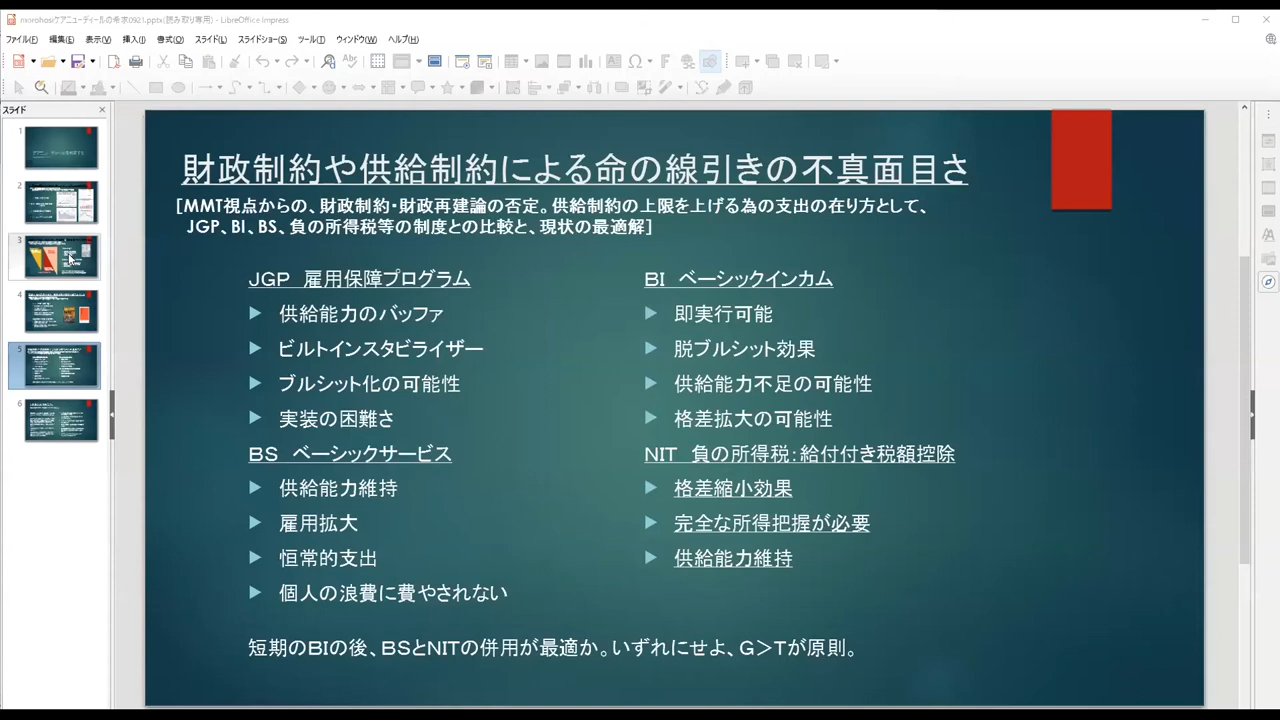 morohosiケアニューディールの希求0921.pptx(読み取り専用) - LibreOffice Impress
ファイル(F) 編集(E) 表示(V) 挿入(I) 書式(O) スライド(L) スライドショー(S) ツール(T) ウィンドウ(W) ヘルプ(H)
スライド
1
2
3
4
5
6
財政制約や供給制約による命の線引きの不真面目さ
[MMT視点からの、財政制約・財政再建論の否定。供給制約の上限を上げる為の支出の在り方として、
JGP、BI、BS、負の所得税等の制度との比較と、現状の最適解]
JGP 雇用保障プログラム
供給能力のバッファ
ビルトインスタビライザー
ブルシット化の可能性
実装の困難さ
BS ベーシックサービス
供給能力維持
雇用拡大
恒常的支出
個人の浪費に費やされない
BI ベーシックインカム
即実行可能
脱ブルシット効果
供給能力不足の可能性
格差拡大の可能性
NIT 負の所得税:給付付き税額控除
格差縮小効果
完全な所得把握が必要
供給能力維持
短期のBIの後、BSとNITの併用が最適か。いずれにせよ、G>Tが原則。